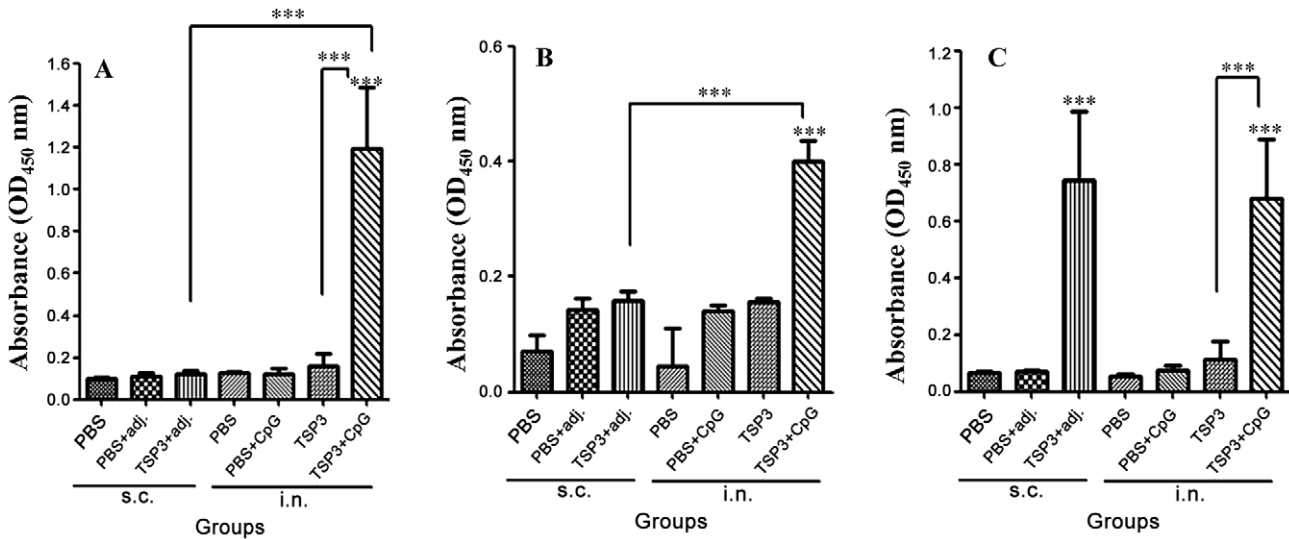 A
Absorbance (OD450 nm)
1.6
1.4
1.2
1.0
0.8
0.6
0.4
0.2
0.0
***
***
***
PBS
PBS+adj.
TSP3+adj.
PBS
PBS+CpG
TSP3
TSP3+CpG
s.c.
i.n.
Groups
B
Absorbance (OD450 nm)
0.6
0.4
0.2
0.0
***
***
PBS
PBS+adj.
TSP3+adj.
PBS
PBS+CpG
TSP3
TSP3+CpG
s.c.
i.n.
Groups
C
Absorbance (OD450 nm)
1.2
1.0
0.8
0.6
0.4
0.2
0.0
***
***
***
PBS
PBS+adj.
TSP3+adj.
PBS
PBS+CpG
TSP3
TSP3+CpG
s.c.
i.n.
Groups